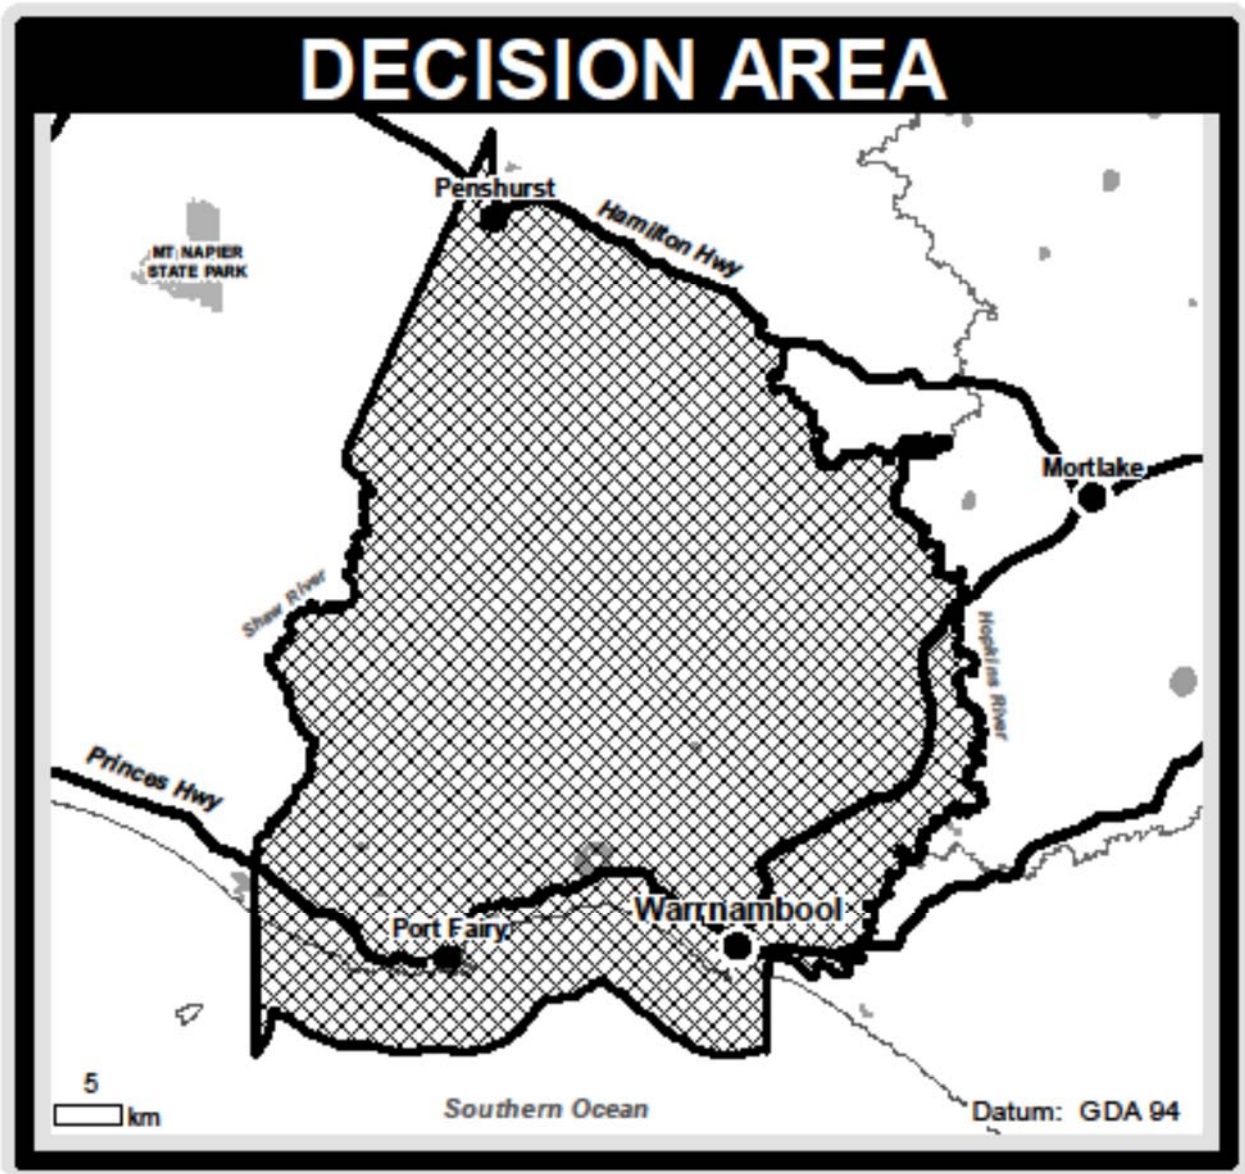 DECISION AREA
Penshurst
Hamilton Hwy
MT NAPIER
STATE PARK
Mortlake
Shaw River
Hopkins River
Princes Hwy
Warrnambool
Port Fairy
5
km
Southern Ocean
Datum: GDA 94